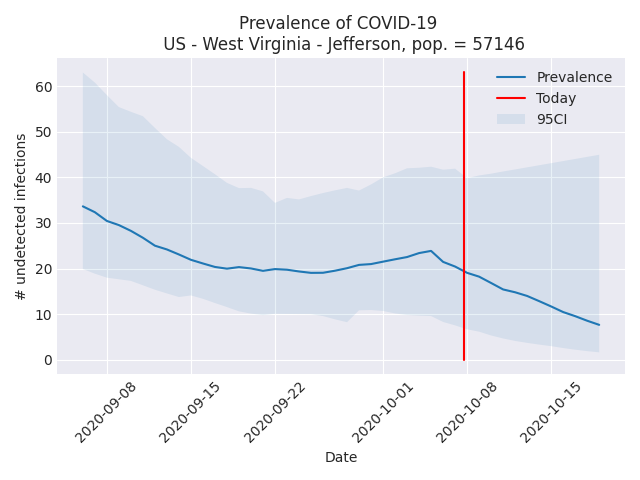 Prevalence of COVID-19
US - West Virginia - Jefferson, pop. = 57146
Prevalence
Today
95CI
# undetected infections
60
50
40
30
20
10
0
2020-09-08
2020-09-15
2020-09-22
2020-10-01
2020-10-08
2020-10-15
Date